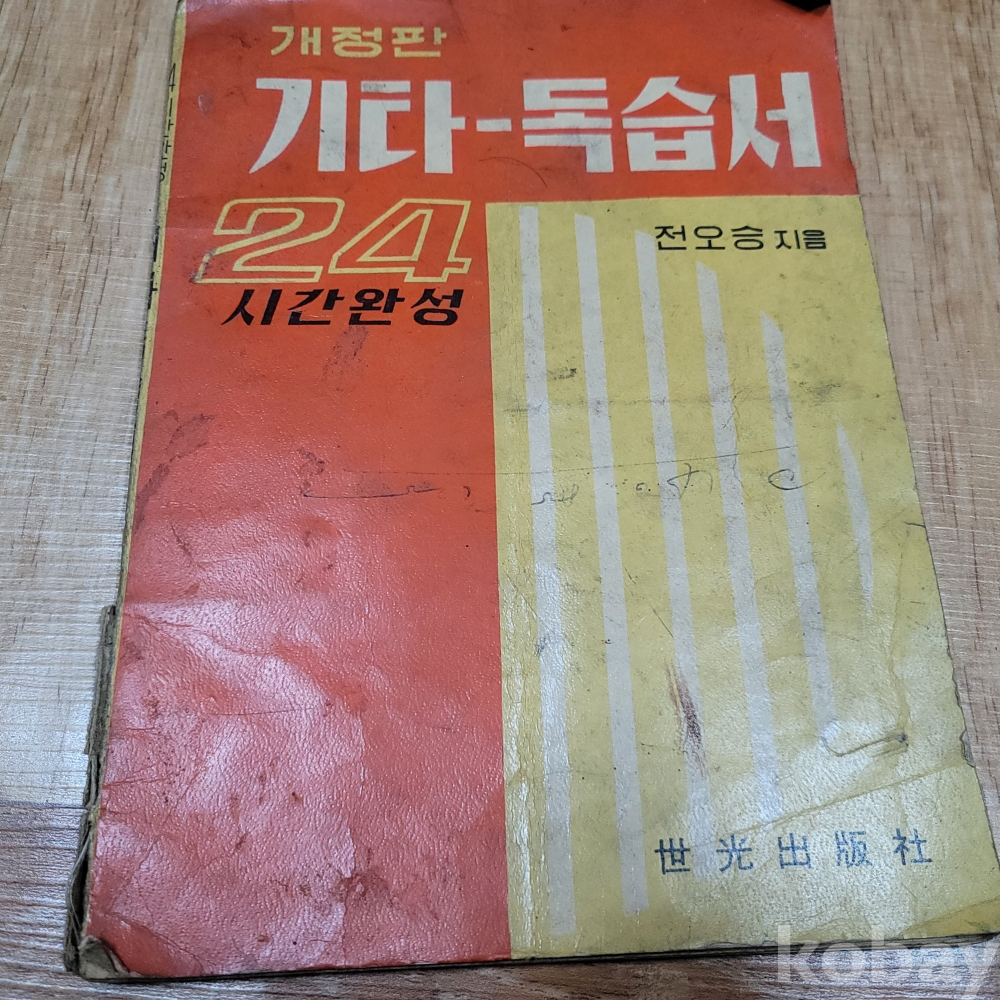 개정판
기타-독습서
24
시간완성
전오승 지음
世光出版社
kobay